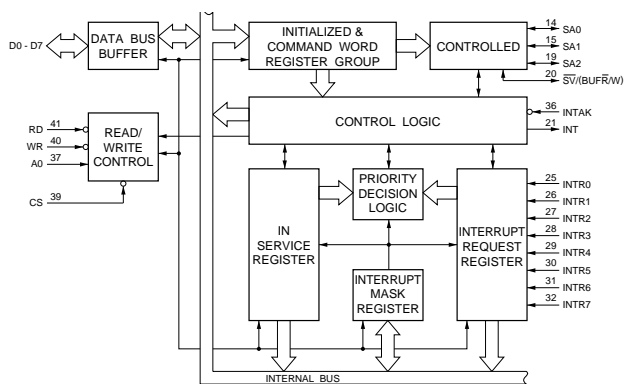 D0 - D7
DATA BUS
BUFFER
INITIALIZED &
COMMAND WORD
REGISTER GROUP
CONTROLLED
14
SA0
15
SA1
19
SA2
20
SV/(BUFR/W)
RD
41
WR
40
A0
37
READ/
WRITE
CONTROL
CS
39
CONTROL LOGIC
36
INTAK
21
INT
IN
SERVICE
REGISTER
PRIORITY
DECISION
LOGIC
INTERRUPT
REQUEST
REGISTER
INTERRUPT
MASK
REGISTER
25
INTR0
26
INTR1
27
INTR2
28
INTR3
29
INTR4
30
INTR5
31
INTR6
32
INTR7
INTERNAL BUS